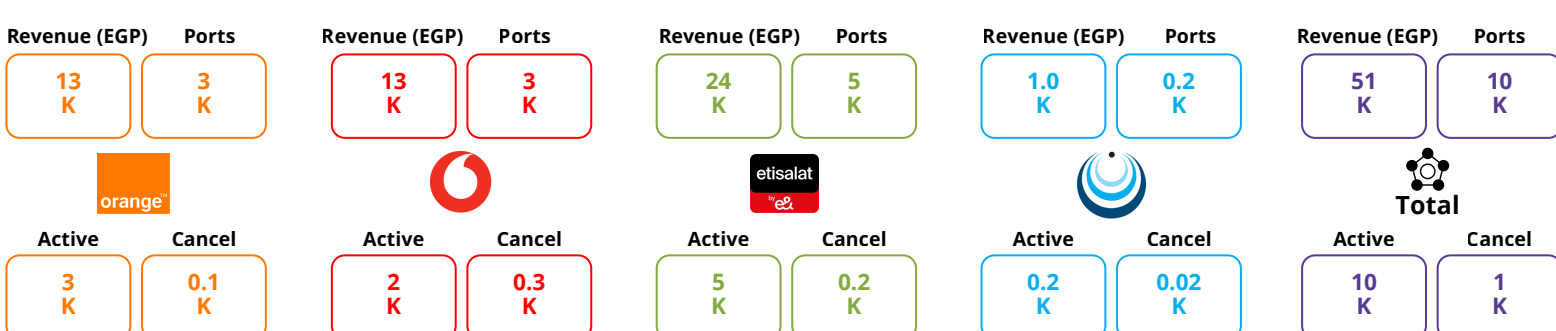 Revenue (EGP) Ports Revenue (EGP) Ports Revenue (EGP) Ports Revenue (EGP) Ports Revenue (EGP) Ports
13 3 13 3 24 5 1.0 0.2 51 10
K K K K K K K K K K
orange™ etisalat
by e&
Total
Active Cancel Active Cancel Active Cancel Active Cancel Active Cancel
3 0.1 2 0.3 5 0.2 0.2 0.02 10 1
K K K K K K K K K K